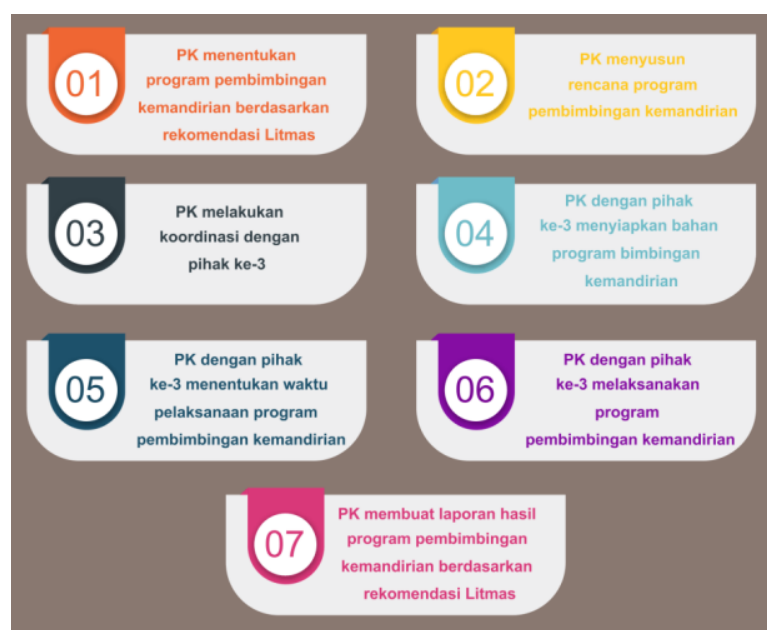 01
PK menentukan
program pembimbingan
kemandirian berdasarkan
rekomendasi Litmas
02
PK menyusun
rencana program
pembimbingan kemandirian
03
PK melakukan
koordinasi dengan
pihak ke-3
04
PK dengan pihak
ke-3 menyiapkan bahan
program bimbingan
kemandirian
05
PK dengan pihak
ke-3 menentukan waktu
pelaksanaan program
pembimbingan kemandirian
06
PK dengan pihak
ke-3 melaksanakan
program
pembimbingan kemandirian
07
PK membuat laporan hasil
program pembimbingan
kemandirian berdasarkan
rekomendasi Litmas